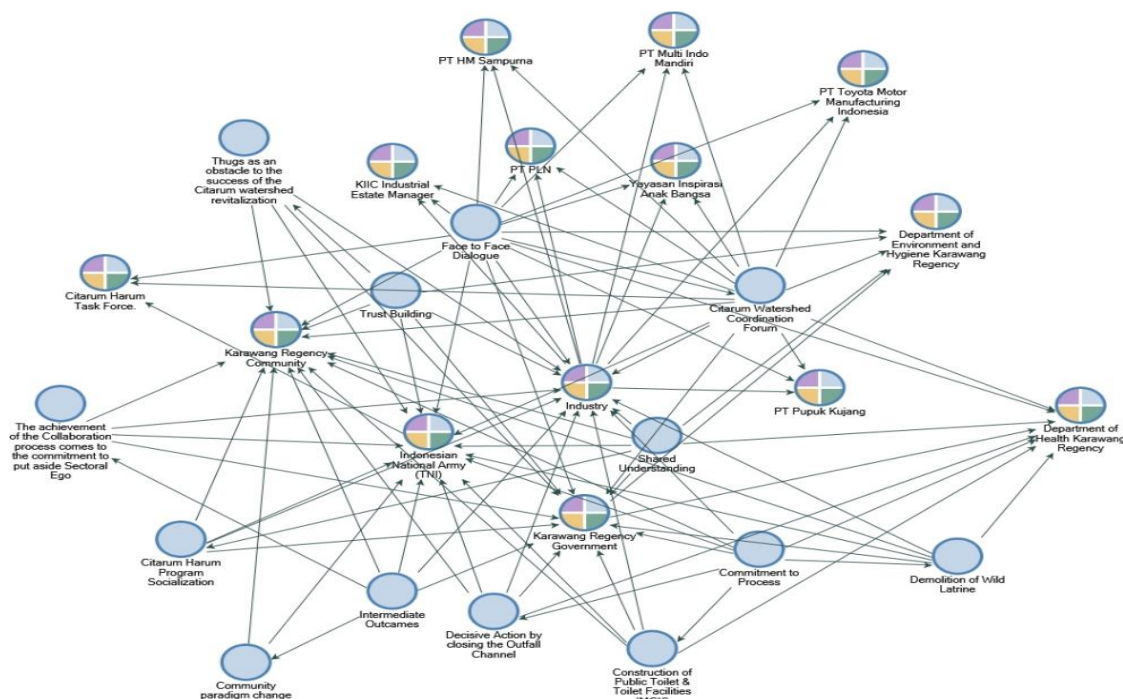 PT HM Sampurna
PT Multi Indo
Mandiri
PT Toyota Motor
Manufacturing
Indonesia
Thugs as an
obstacle to the
success of the
Citarum watershed
revitalization
KIIC Industrial
Estate Manager
PT PLN
Yayasan Inspirasi
Anak Bangsa
Face to Face
Dialogue
Department of
Environment and
Hygiene Karawang
Regency
Citarum Harum
Task Force.
Trust Building
Citarum Watershed
Coordination
Forum
Karawang Regency
Community
Industry
PT Pupuk Kujang
The achievement
of the Collaboration
process comes to
the commitment to
put aside Sectoral
Ego
Indonesian
National Army
(TNI)
Shared
Understanding
Department of
Health Karawang
Regency
Karawang Regency
Government
Citarum Harum
Program
Socialization
Intermediate
Outcomes
Decisive Action by
closing the Outfall
Channel
Commitment to
Process
Demolition of Wild
Latrine
Community
paradigm change
Construction of
Public Toilet &
Toilet Facilities